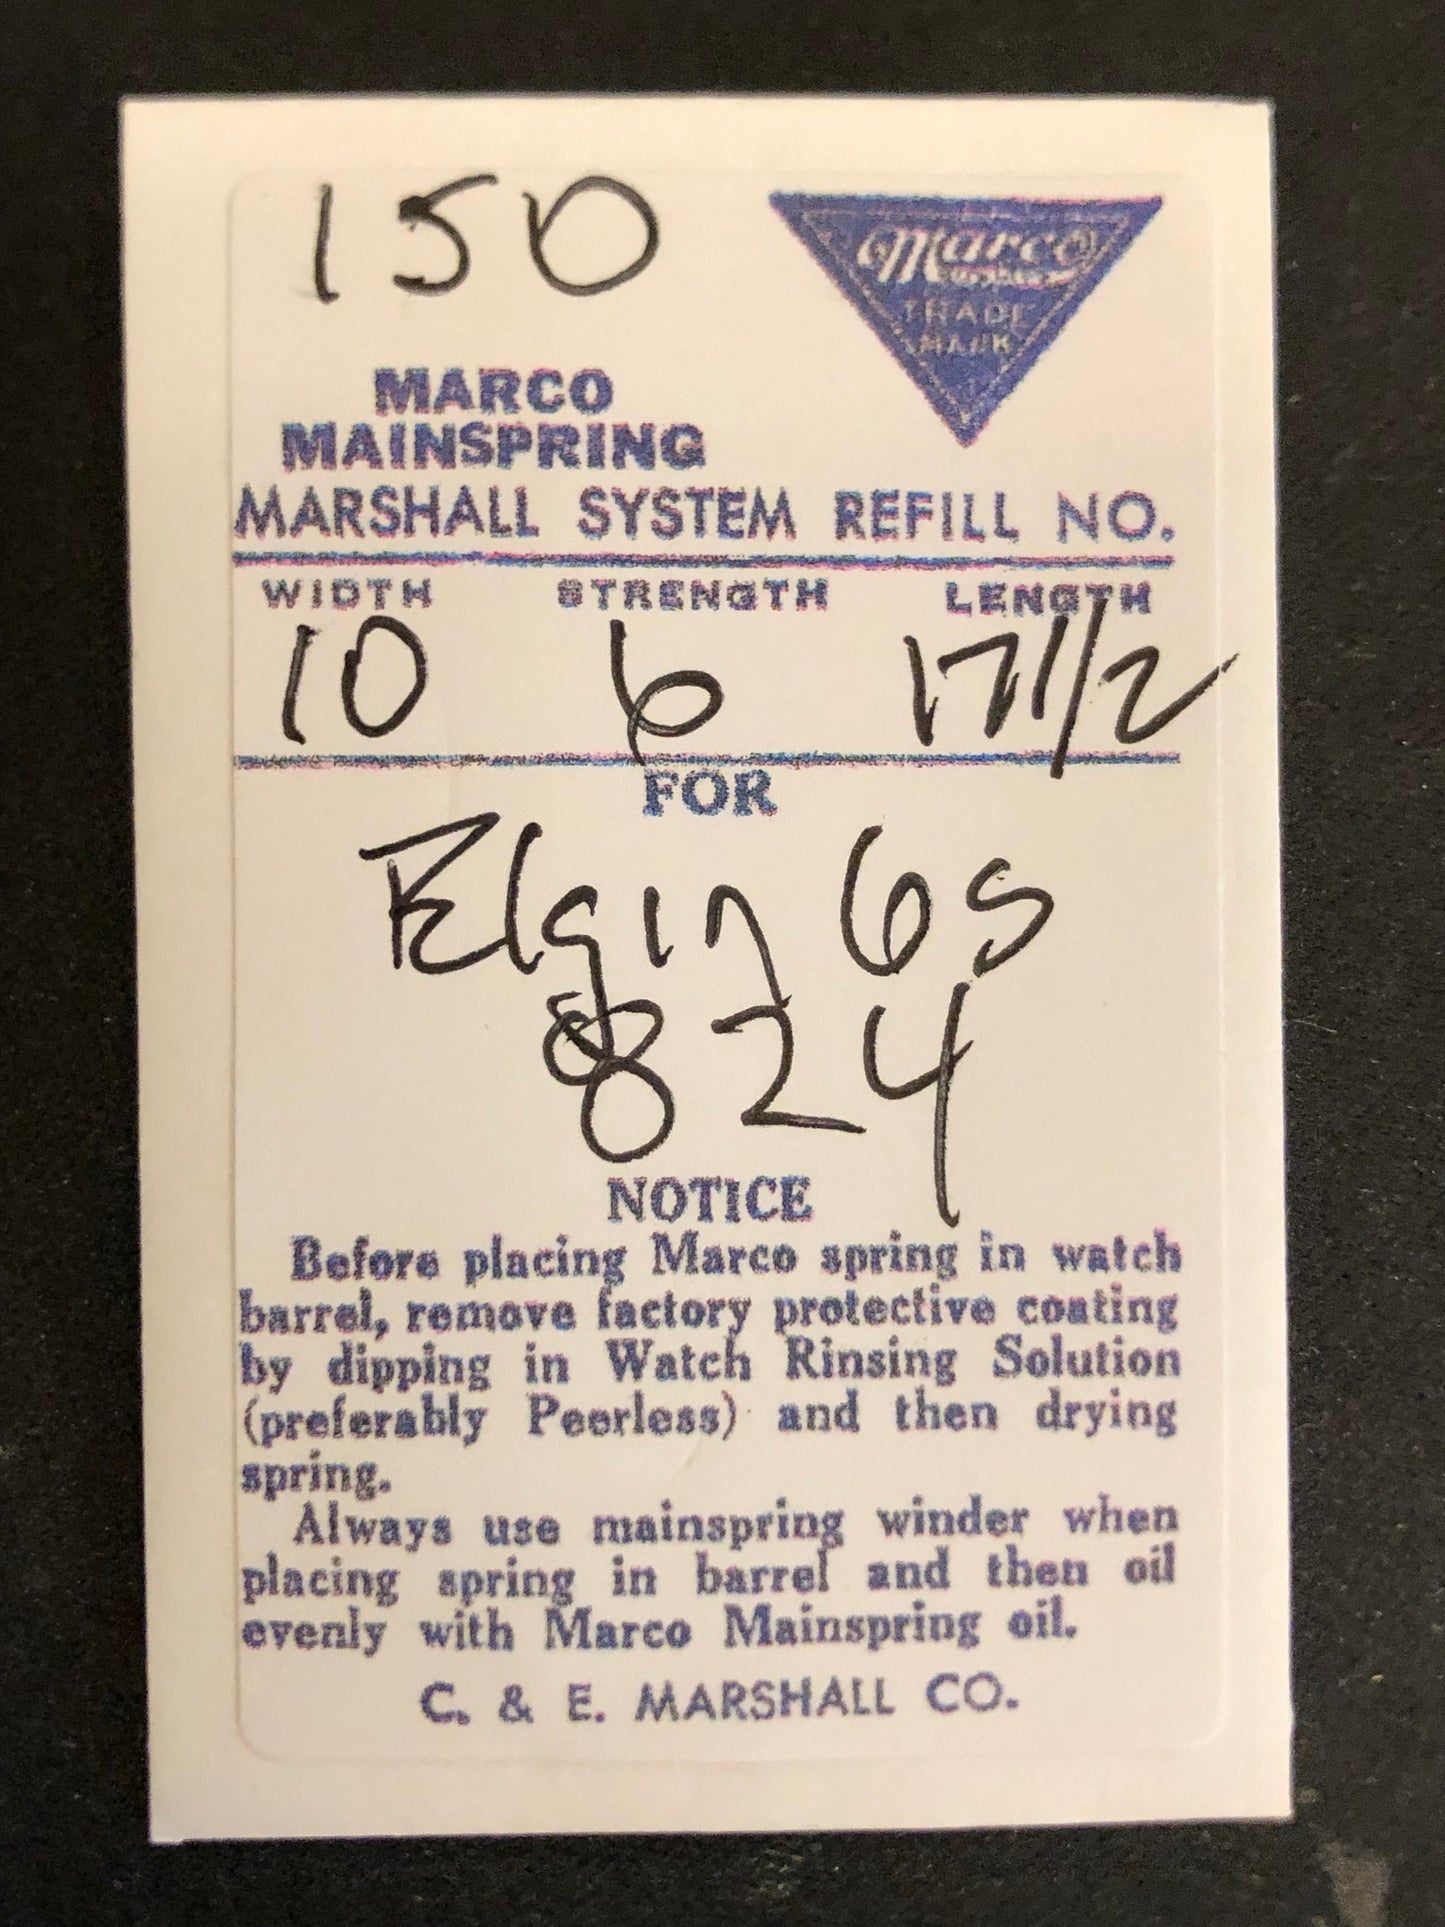 150
Marco
Marshall
TRADE
MARK
MARCO
MAINSPRING
MARSHALL SYSTEM REFILL NO.
WIDTH STRENGTH LENGTH
10 6 17 1/2
FOR
Elgin 6s
824
NOTICE
Before placing Marco spring in watch
barrel, remove factory protective coating
by dipping in Watch Rinsing Solution
(preferably Peerless) and then drying
spring.
Always use mainspring winder when
placing spring in barrel and then oil
evenly with Marco Mainspring oil.
C. & E. MARSHALL CO.